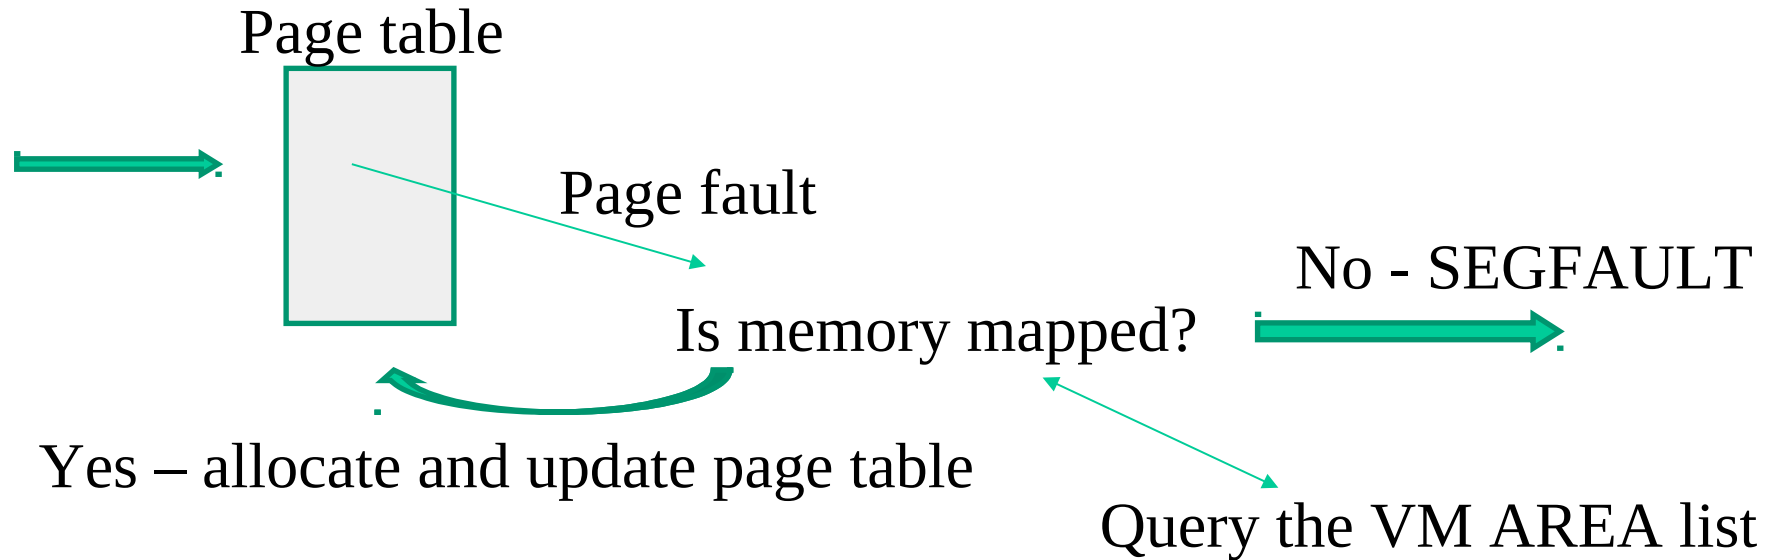 Page table
Page fault
No - SEGFAULT
Is memory mapped?
Yes – allocate and update page table
Query the VM AREA list